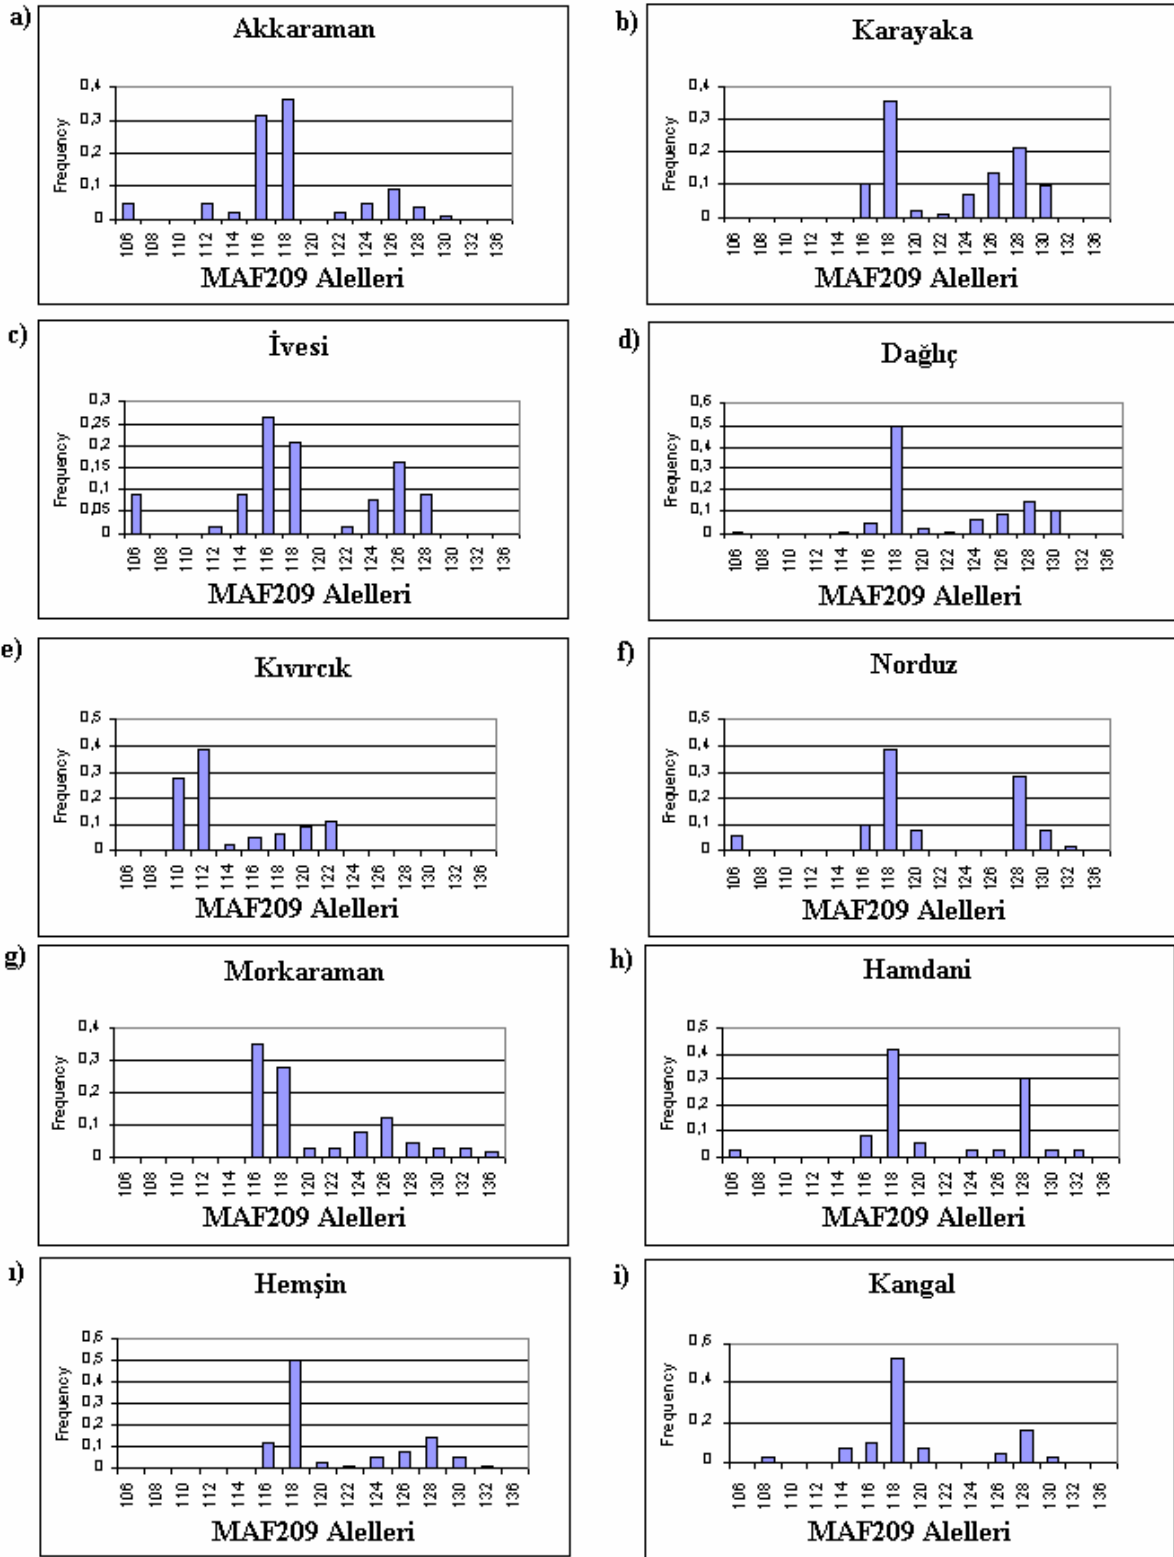 a)
Akkaraman
Frequency
0,4
0,3
0,2
0,1
0
106 108 110 112 114 116 118 120 122 124 126 128 130 132 136
MAF209 Alelleri
b)
Karayaka
Frequency
0,4
0,3
0,2
0,1
0
106 108 110 112 114 116 118 120 122 124 126 128 130 132 136
MAF209 Alelleri
c)
İvesi
Frequency
0,3
0,25
0,2
0,15
0,1
0,05
0
106 108 110 112 114 116 118 120 122 124 126 128 130 132 136
MAF209 Alelleri
d)
Dağlıç
Frequency
0,6
0,5
0,4
0,3
0,2
0,1
0
106 108 110 112 114 116 118 120 122 124 126 128 130 132 136
MAF209 Alelleri
e)
Kıvırcık
Frequency
0,5
0,4
0,3
0,2
0,1
0
106 108 110 112 114 116 118 120 122 124 126 128 130 132 136
MAF209 Alelleri
f)
Norduz
Frequency
0,5
0,4
0,3
0,2
0,1
0
106 108 110 112 114 116 118 120 122 124 126 128 130 132 136
MAF209 Alelleri
g)
Morkaraman
Frequency
0,4
0,3
0,2
0,1
0
106 108 110 112 114 116 118 120 122 124 126 128 130 132 136
MAF209 Alelleri
h)
Hamdani
Frequency
0,5
0,4
0,3
0,2
0,1
0
106 108 110 112 114 116 118 120 122 124 126 128 130 132 136
MAF209 Alelleri
ı)
Hemşin
Frequency
0,6
0,5
0,4
0,3
0,2
0,1
0
106 108 110 112 114 116 118 120 122 124 126 128 130 132 136
MAF209 Alelleri
i)
Kangal
Frequency
0,6
0,4
0,2
0
106 108 110 112 114 116 118 120 122 124 126 128 130 132 136
MAF209 Alelleri